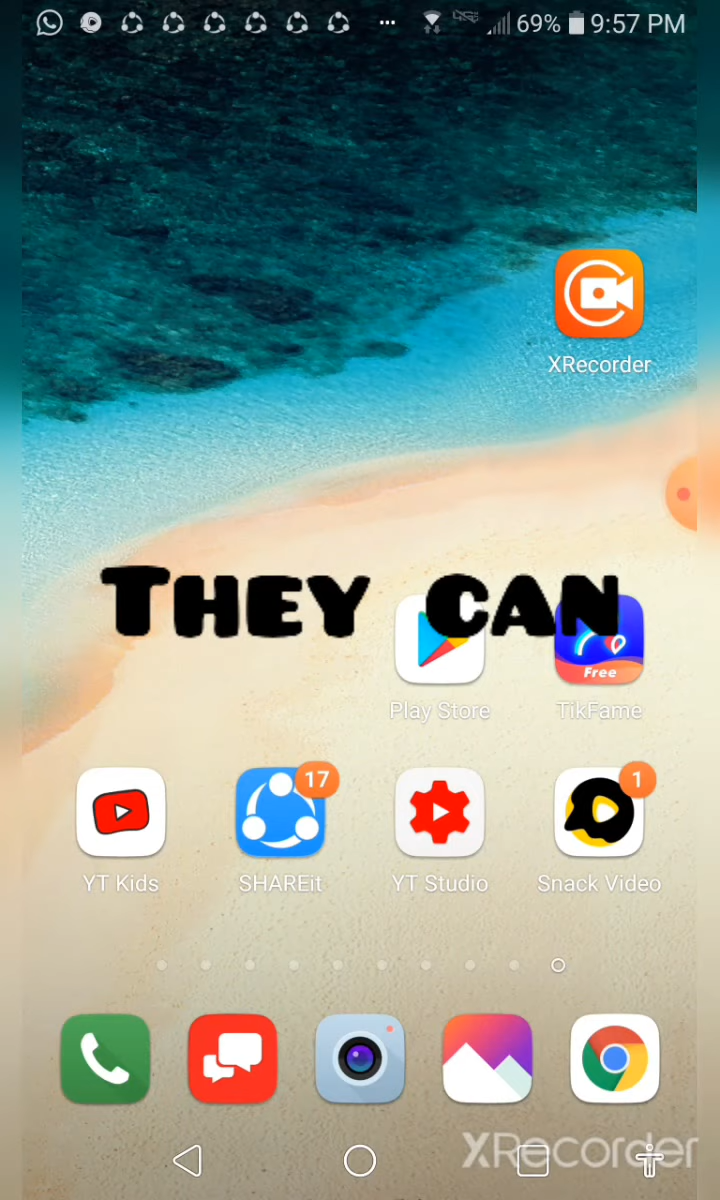 69% 9:57 PM
XRecorder
THEY CAN
Free
Play Store TikFame
17 1
YT Kids SHAREit YT Studio Snack Video
XRecorder